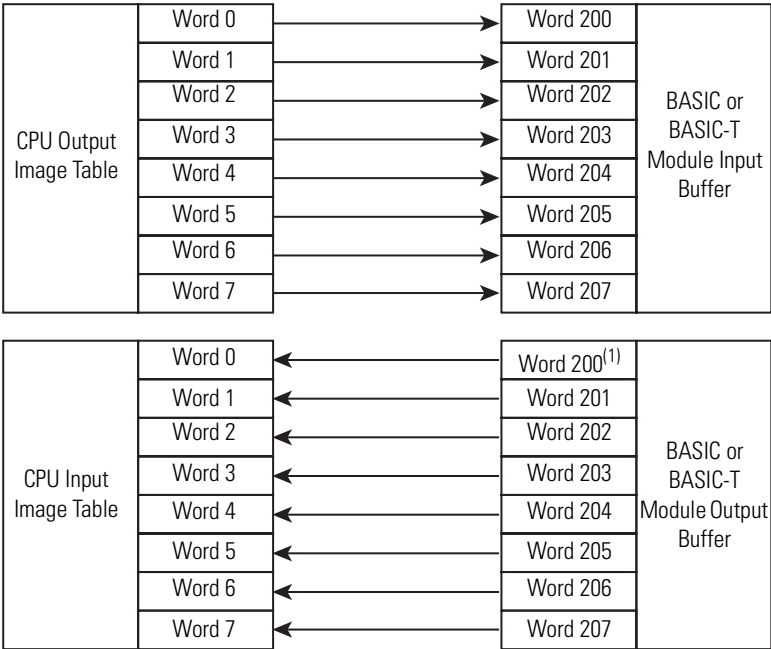 CPU Output
Image Table
Word 0
Word 1
Word 2
Word 3
Word 4
Word 5
Word 6
Word 7
Word 200
Word 201
Word 202
Word 203
Word 204
Word 205
Word 206
Word 207
BASIC or
BASIC-T
Module Input
Buffer
CPU Input
Image Table
Word 0
Word 1
Word 2
Word 3
Word 4
Word 5
Word 6
Word 7
Word 200(1)
Word 201
Word 202
Word 203
Word 204
Word 205
Word 206
Word 207
BASIC or
BASIC-T
Module Output
Buffer